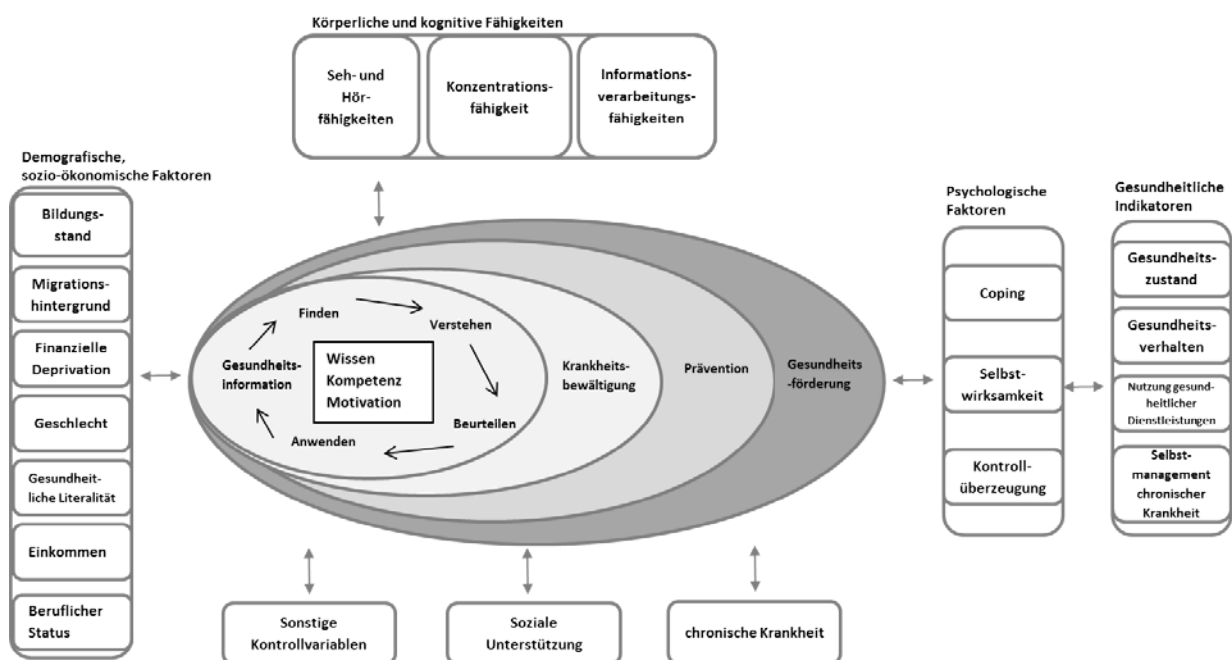 Körperliche und kognitive Fähigkeiten
Seh- und
Hör-
fähigkeiten
Konzentrations-
fähigkeit
Informations-
verarbeitungs-
fähigkeiten
Demografische,
sozio-ökonomische Faktoren
Bildungs-
stand
Migrations-
hintergrund
Finanzielle
Deprivation
Geschlecht
Gesundheit-
liche Literalität
Einkommen
Beruflicher
Status
Finden
Verstehen
Gesundheits-
information
Wissen
Kompetenz
Motivation
Beurteilen
Anwenden
Krankheits-
bewältigung
Prävention
Gesundheits
-förderung
Psychologische
Faktoren
Coping
Selbst-
wirksamkeit
Kontroll-
überzeugung
Gesundheitliche
Indikatoren
Gesundheits-
zustand
Gesundheits-
verhalten
Nutzung gesund-
heitlicher
Dienstleistungen
Selbst-
management
chronischer
Krankheit
Sonstige
Kontrollvariablen
Soziale
Unterstützung
chronische Krankheit